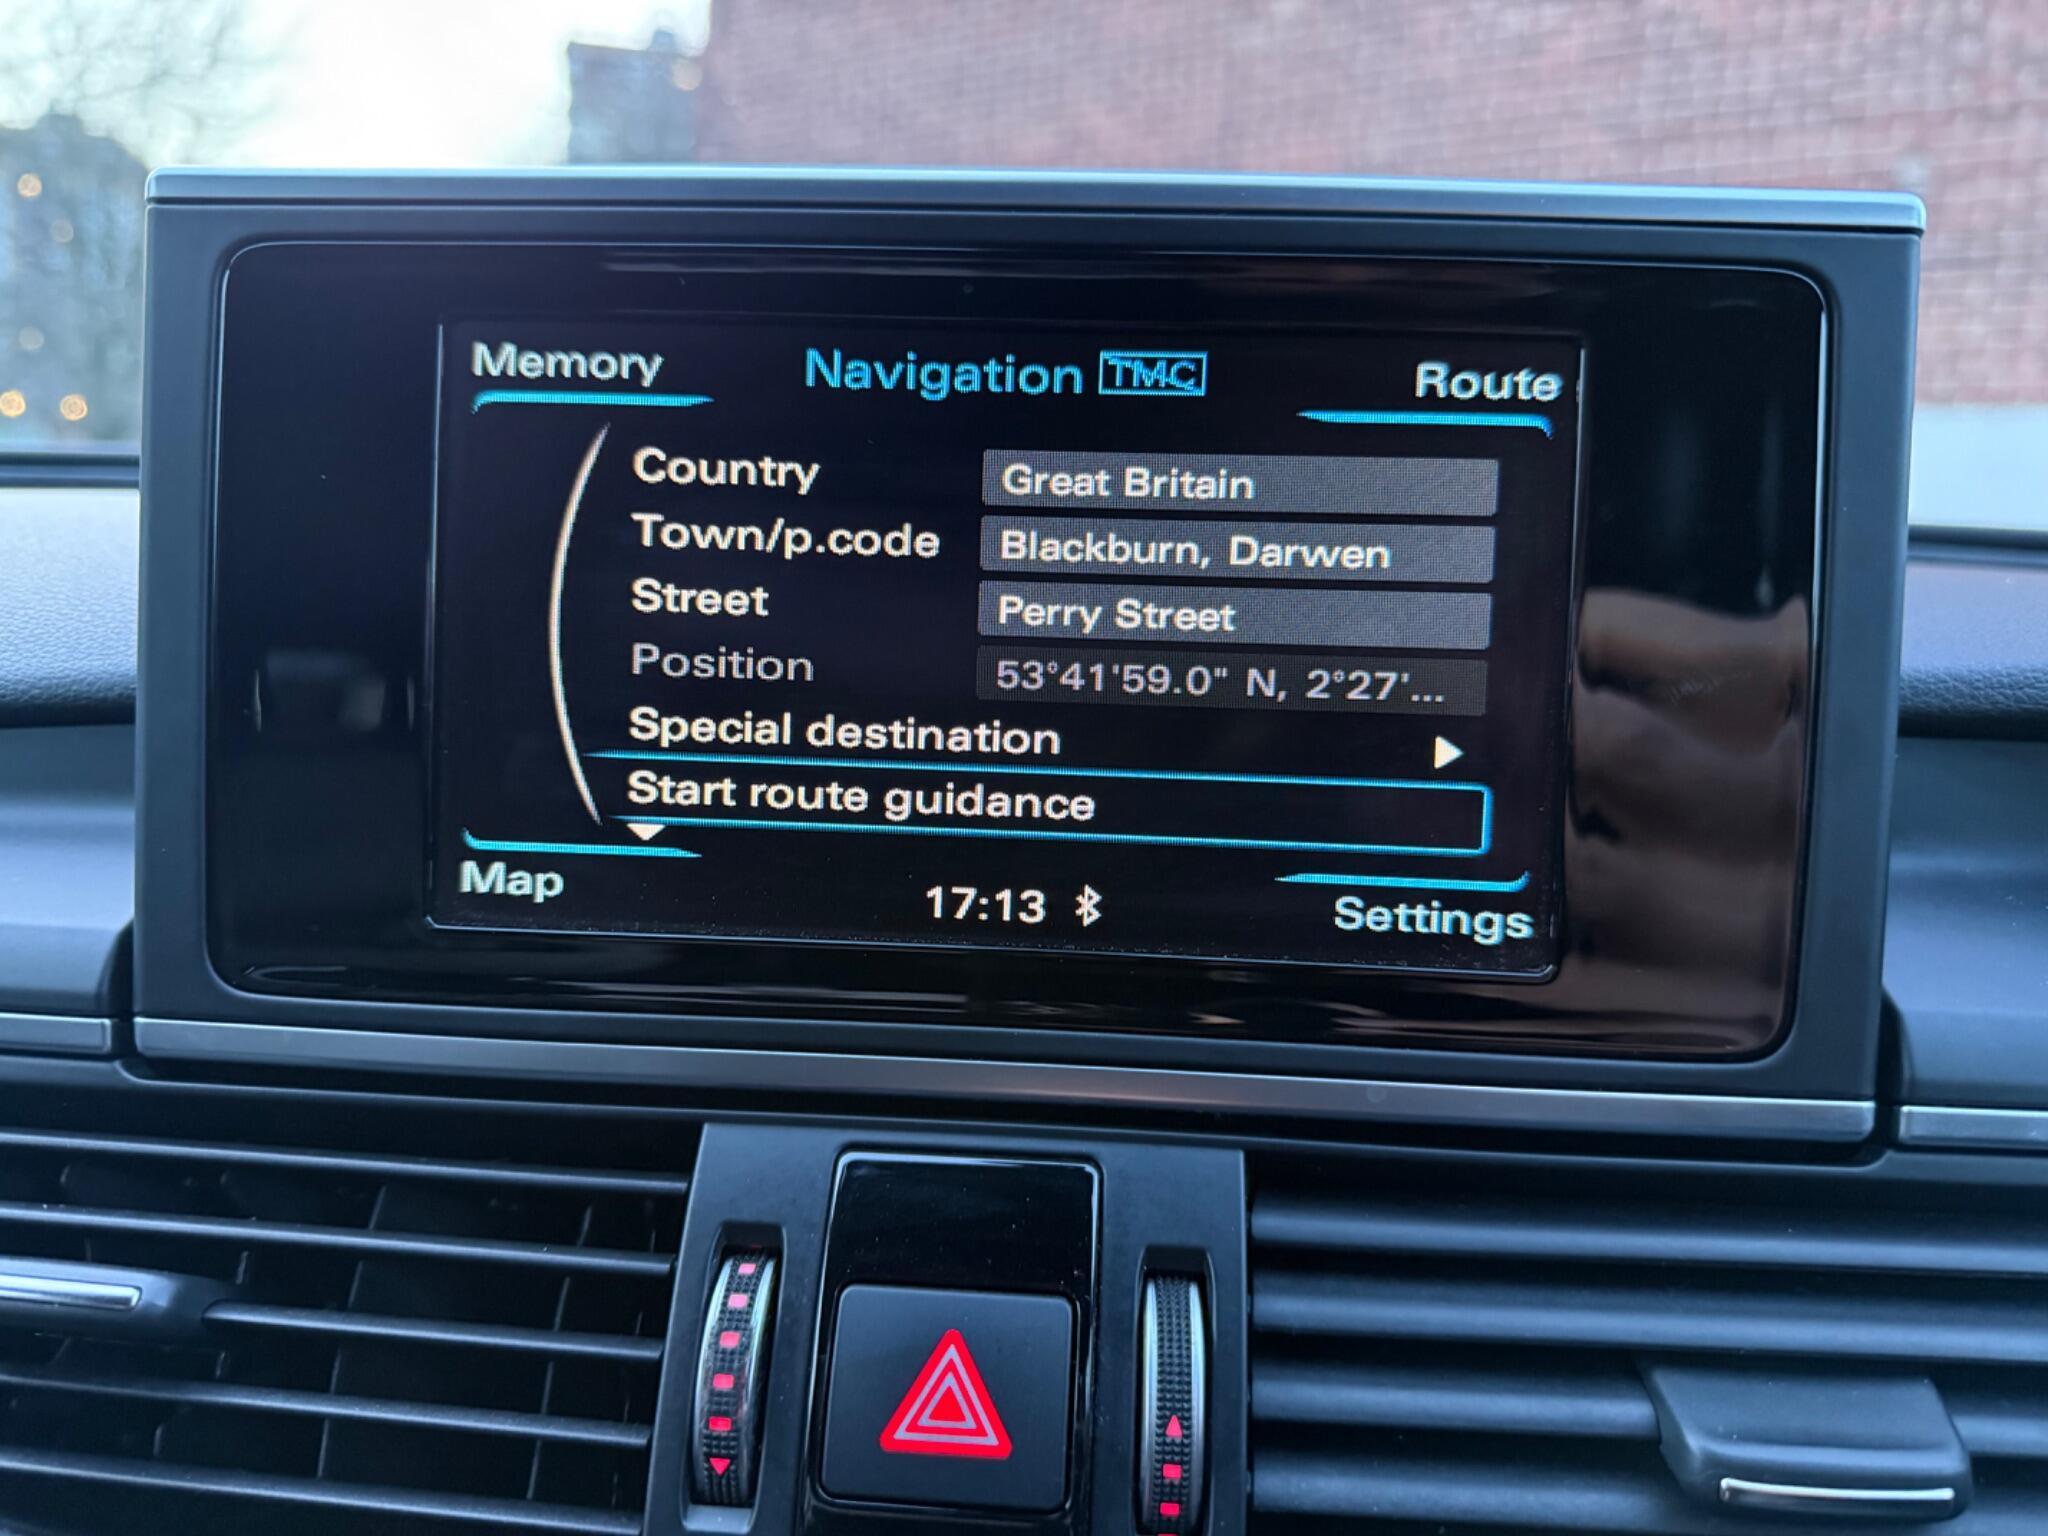 Memory Navigation TMC Route
Country Great Britain
Town/p.code Blackburn, Darwen
Street Perry Street
Position 53°41'59.0" N, 2°27'...
Special destination
Start route guidance
Map 17:13 Settings